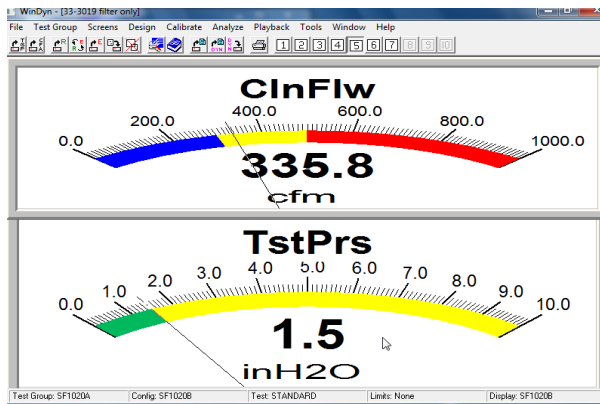 WinDyn - [33-3019 filter only]
File Test Group Screens Design Calibrate Analyze Playback Tools Window Help
1 2 3 4 5 6 7 8 9 10
ClnFlw
0.0 200.0 400.0 600.0 800.0 1000.0
335.8
cfm
TstPrs
0.0 1.0 2.0 3.0 4.0 5.0 6.0 7.0 8.0 9.0 10.0
1.5
inH2O
Test Group: SF1020A Config: SF1020B Test: STANDARD Limits: None Display: SF1020B